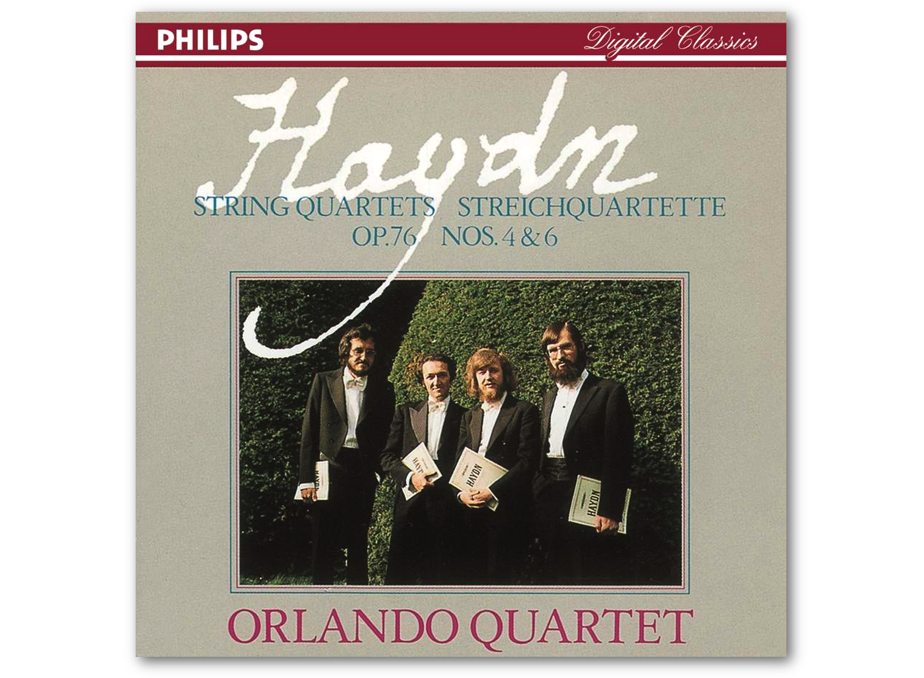 PHILIPS Digital Classics
Haydn
STRING QUARTETS STREICHQUARTETTE
OP.76 NOS. 4 & 6
HAYDN
HAYDN
HAYDN
HAYDN
ORLANDO QUARTET